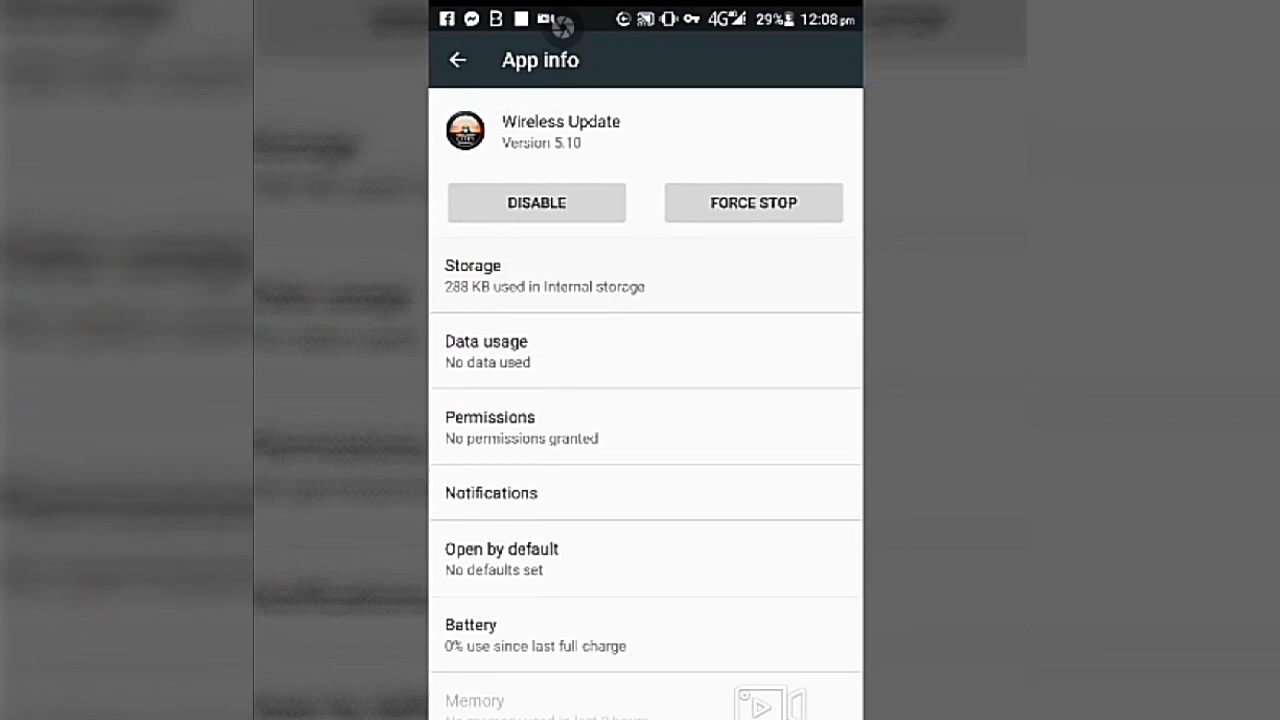 4G 29% 12:08 pm
App info
Wireless Update
Version 5.10
DISABLE
FORCE STOP
Storage
288 KB used in Internal storage
Data usage
No data used
Permissions
No permissions granted
Notifications
Open by default
No defaults set
Battery
0% use since last full charge
Memory